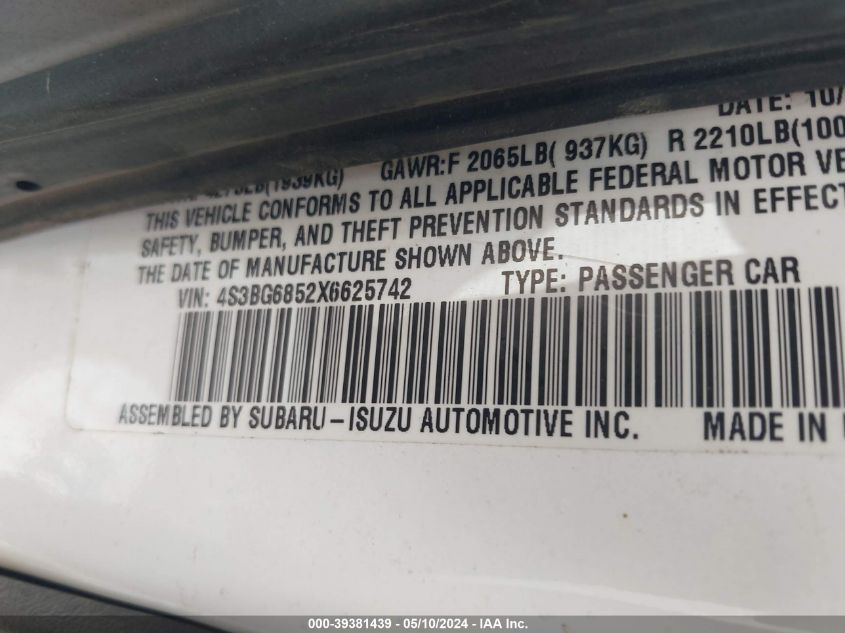 DATE: 10/
LB(1939KG) GAWR:F 2065LB( 937KG) R 2210LB(100
THIS VEHICLE CONFORMS TO ALL APPLICABLE FEDERAL MOTOR VE
SAFETY, BUMPER, AND THEFT PREVENTION STANDARDS IN EFFECT
THE DATE OF MANUFACTURE SHOWN ABOVE.
VIN: 4S3BG6852X6625742 TYPE: PASSENGER CAR
ASSEMBLED BY SUBARU-ISUZU AUTOMOTIVE INC. MADE IN
000-39381439 - 05/10/2024 - IAA Inc.